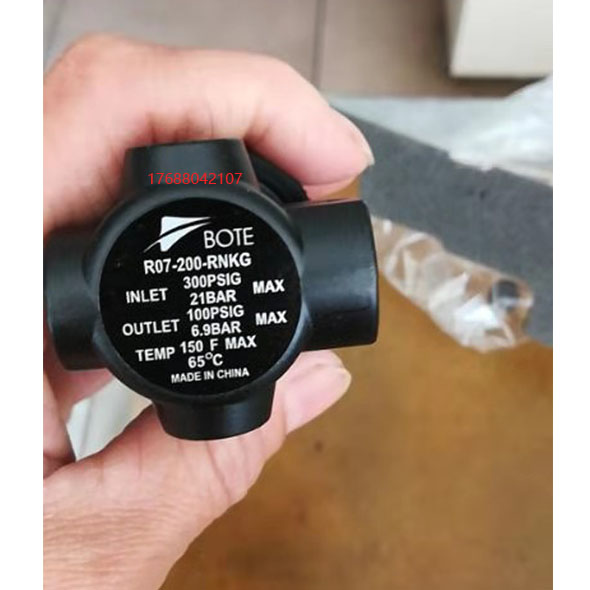 17688042107
BOTE
R07-200-RNKG
INLET 300PSIG 21BAR MAX
OUTLET 100PSIG 6.9BAR MAX
TEMP 150 F MAX
65°C
MADE IN CHINA